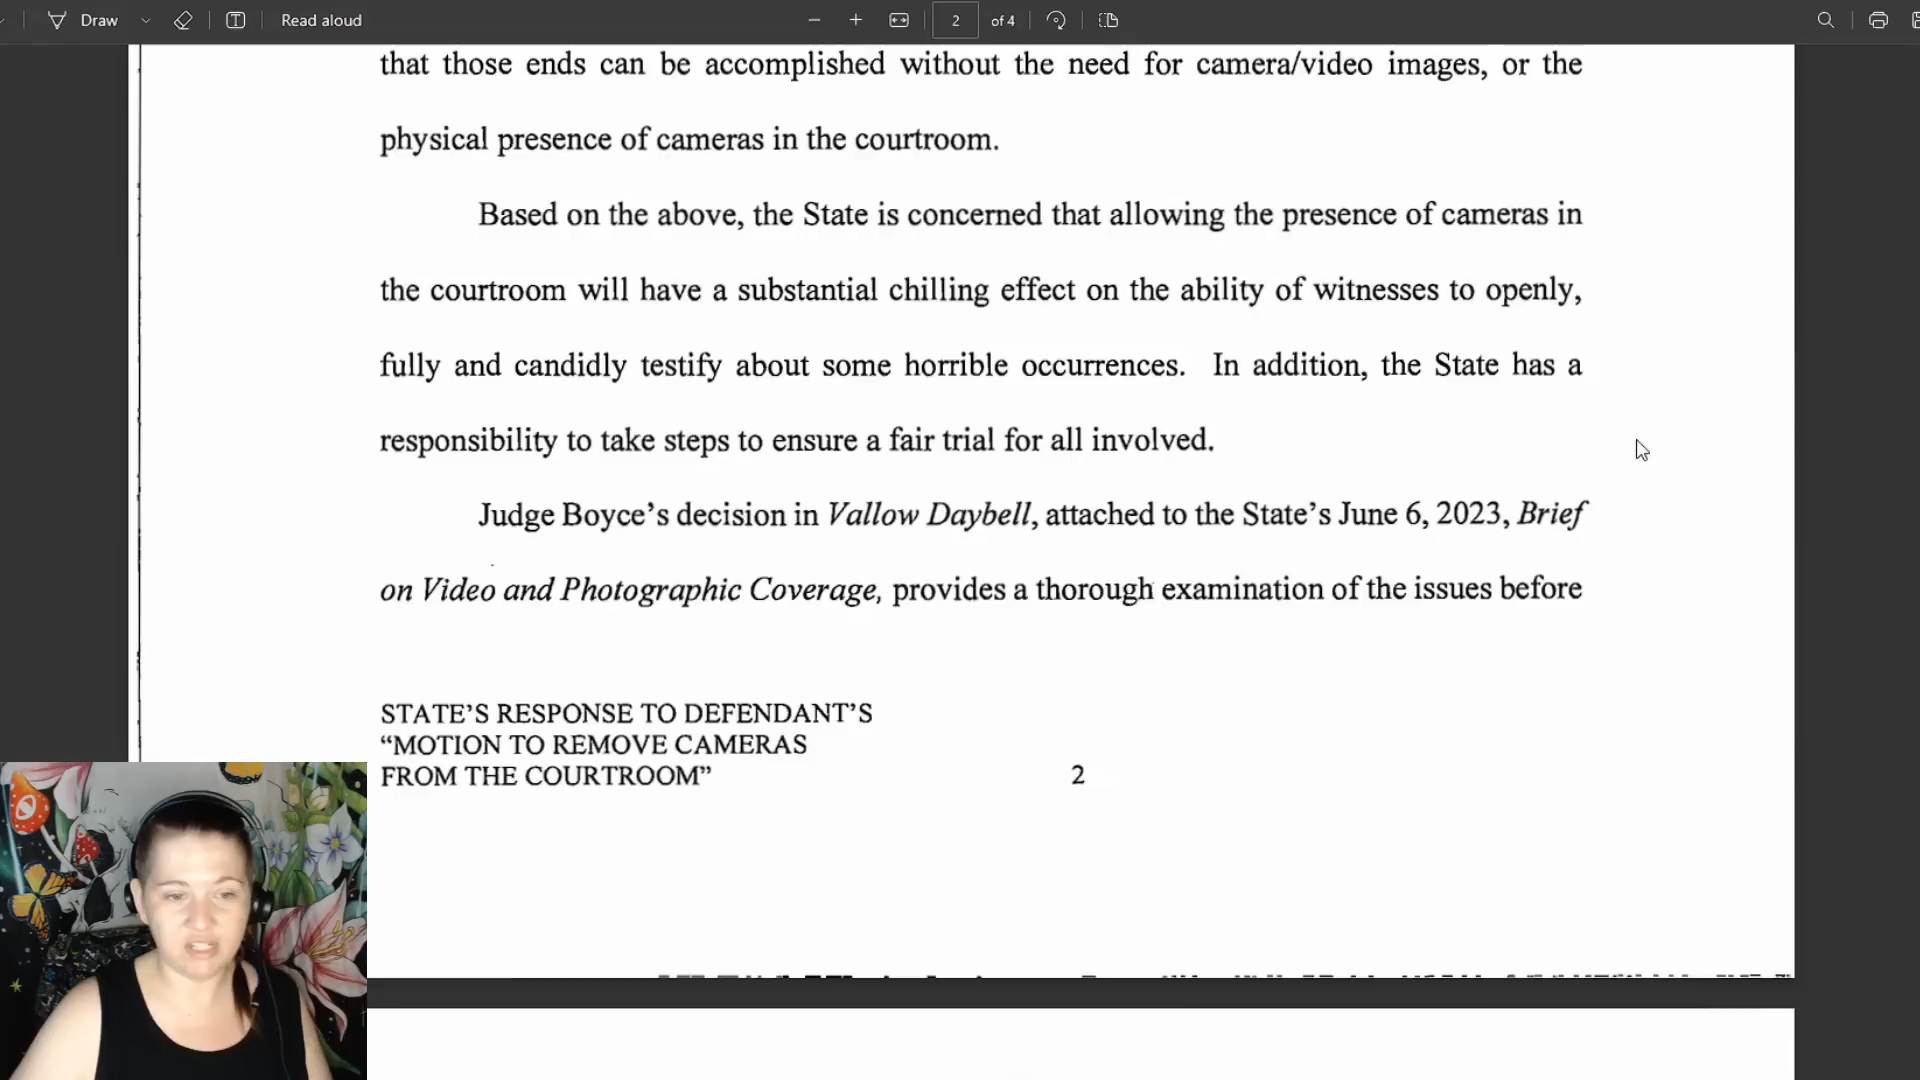 Draw
Read aloud
2
of 4
that those ends can be accomplished without the need for camera/video images, or the
physical presence of cameras in the courtroom.
Based on the above, the State is concerned that allowing the presence of cameras in
the courtroom will have a substantial chilling effect on the ability of witnesses to openly,
fully and candidly testify about some horrible occurrences. In addition, the State has a
responsibility to take steps to ensure a fair trial for all involved.
Judge Boyce's decision in Vallow Daybell, attached to the State's June 6, 2023, Brief
on Video and Photographic Coverage, provides a thorough examination of the issues before
STATE'S RESPONSE TO DEFENDANT'S
“MOTION TO REMOVE CAMERAS
FROM THE COURTROOM”
2